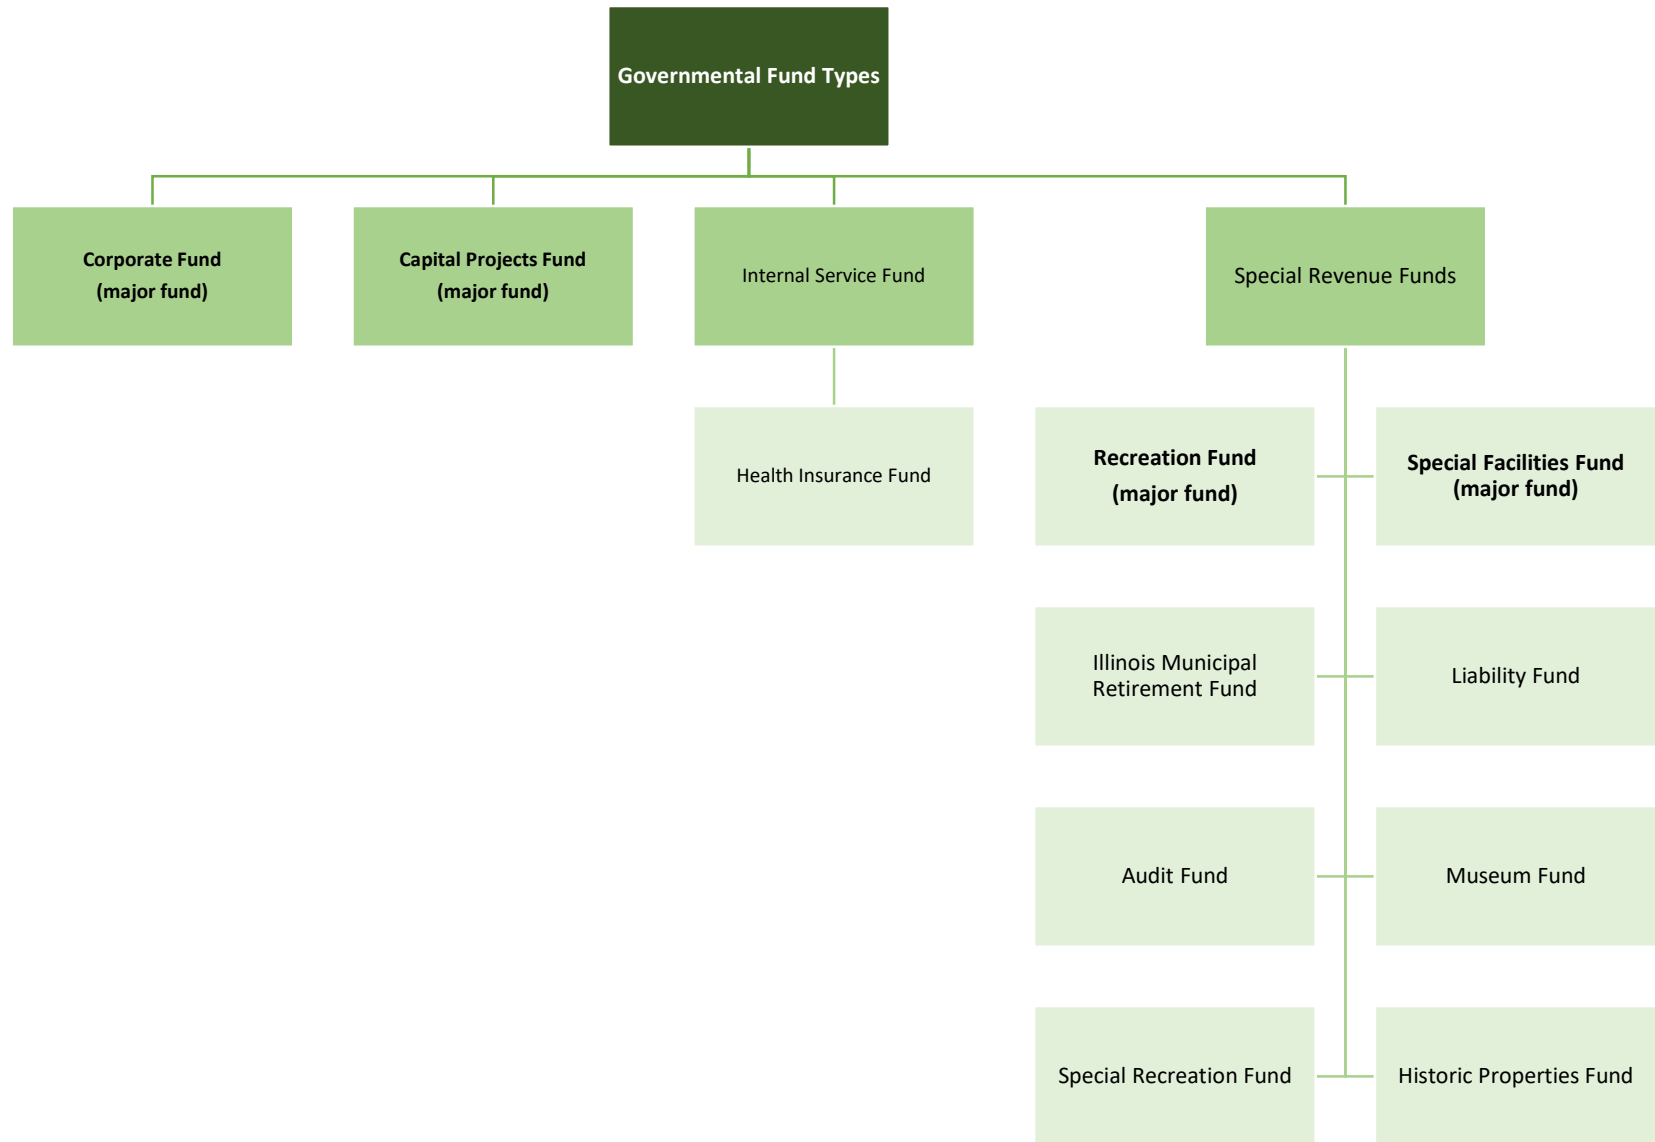 Governmental Fund Types
Corporate Fund
(major fund)
Capital Projects Fund
(major fund)
Internal Service Fund
Special Revenue Funds
Health Insurance Fund
Recreation Fund
(major fund)
Special Facilities Fund
(major fund)
Illinois Municipal
Retirement Fund
Liability Fund
Audit Fund
Museum Fund
Special Recreation Fund
Historic Properties Fund